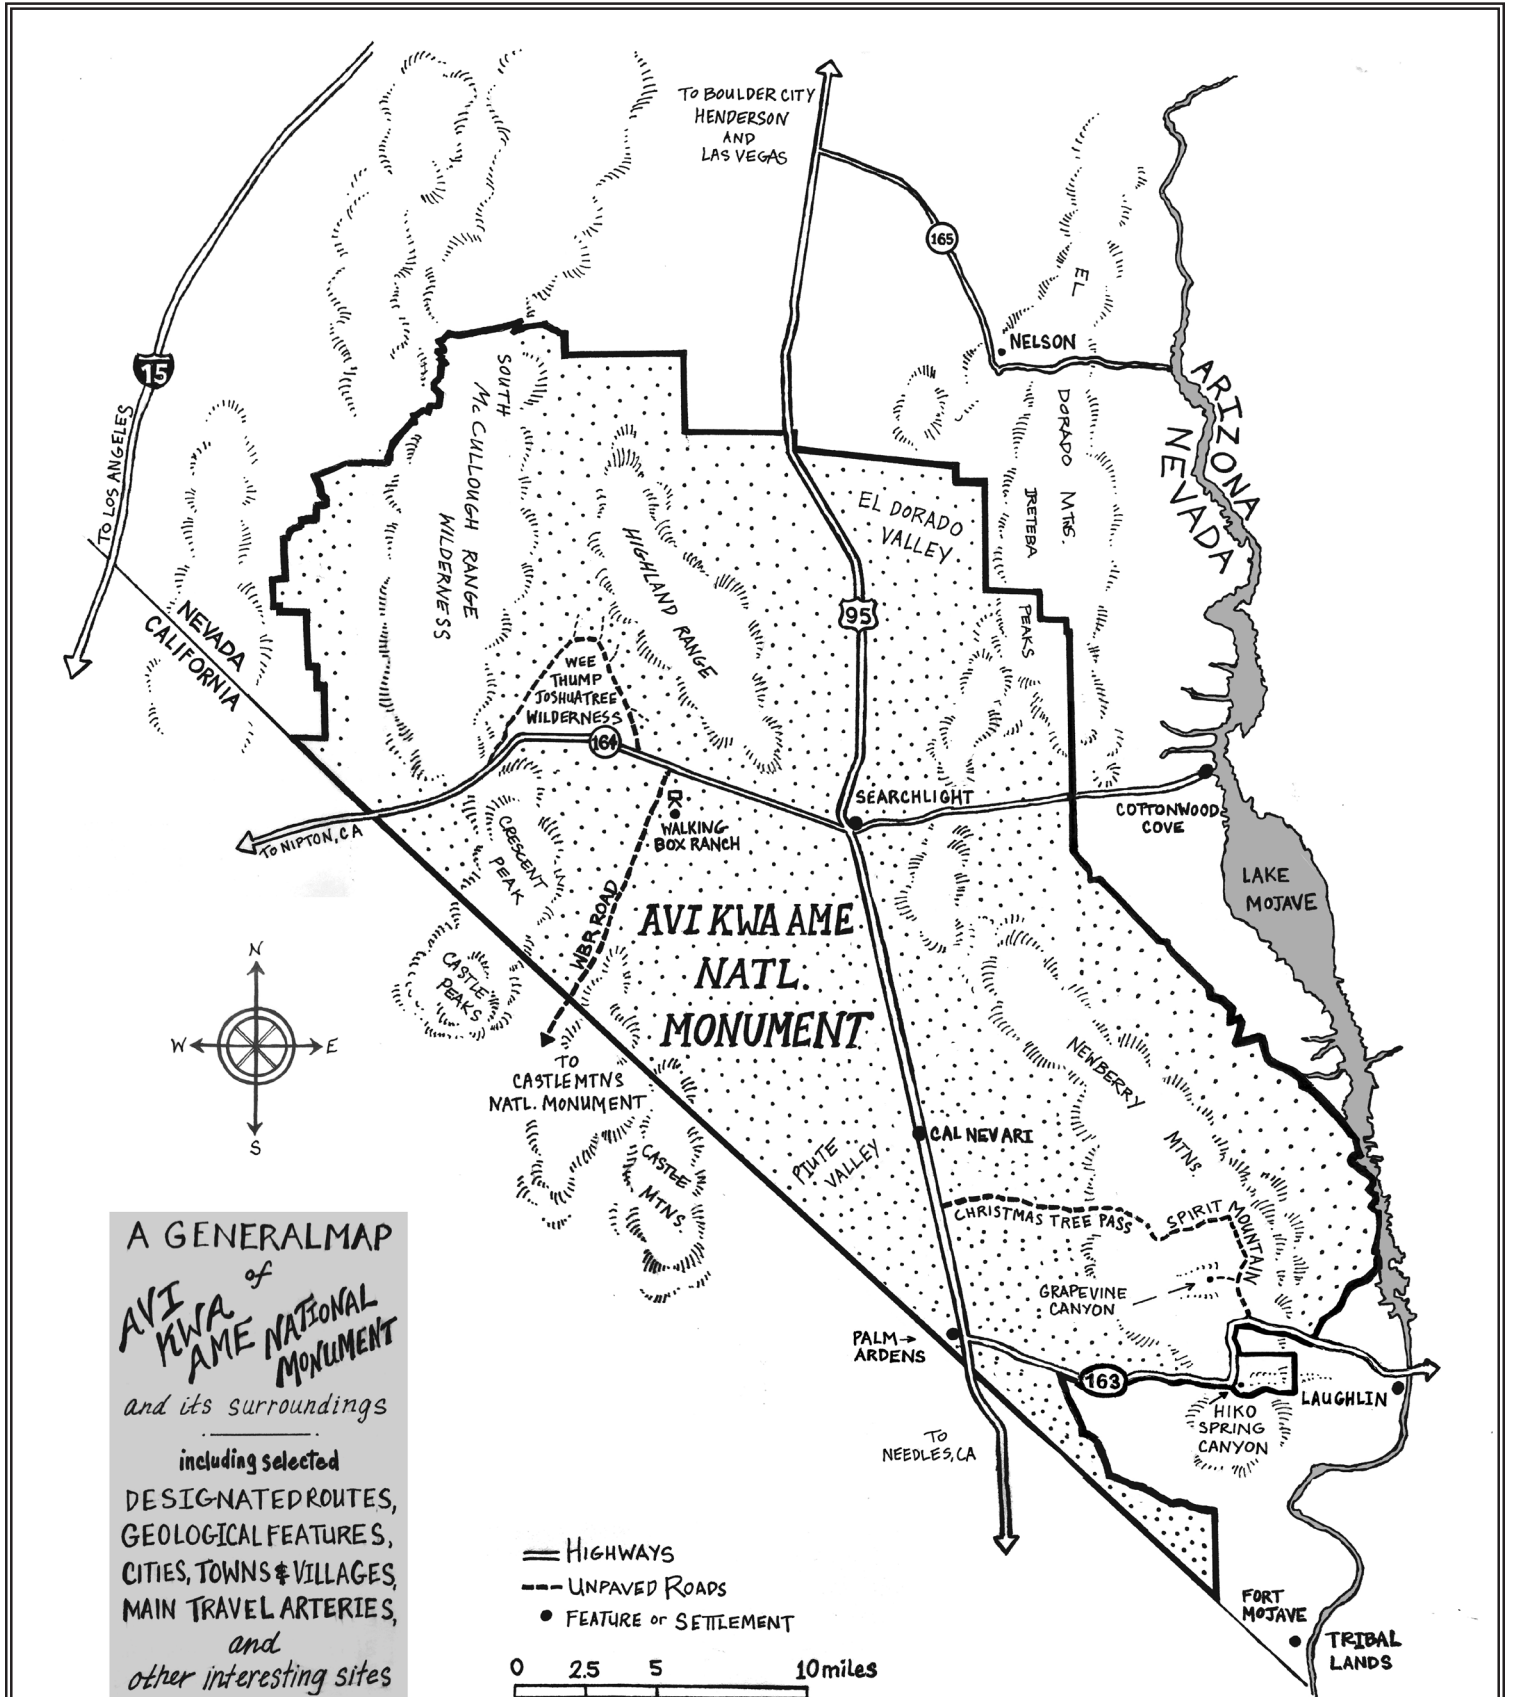 TO BOULDER CITY
HENDERSON
AND
LAS VEGAS
165
EL
NELSON
15
TO LOS ANGELES
ARIZONA
NEVADA
SOUTH
McCULLOUGH RANGE
WILDERNESS
DORADO MTNS.
IRETEBA
PEAKS
EL DORADO
VALLEY
HIGHLAND RANGE
95
NEVADA
CALIFORNIA
WEE
THUMP
JOSHUA TREE
WILDERNESS
164
SEARCHLIGHT
COTTONWOOD
COVE
TO NIPTON, CA
WALKING
BOX RANCH
CRESCENT
PEAK
WBR ROAD
LAKE
MOJAVE
AVI KWA AME
NATL.
MONUMENT
CASTLE
PEAKS
N
W
E
S
TO
CASTLE MTNS
NATL. MONUMENT
NEWBERRY
MTNS.
CAL NEV ARI
PIUTE
VALLEY
CASTLE
MTNS.
CHRISTMAS TREE PASS
SPIRIT MOUNTAIN
GRAPEVINE
CANYON
PALM→
ARDENS
163
LAUGHLIN
HIKO
SPRING
CANYON
TO
NEEDLES, CA
A GENERAL MAP
of
AVI
KWA
AME NATIONAL
MONUMENT
and its surroundings
including selected
DESIGNATED ROUTES,
GEOLOGICAL FEATURES,
CITIES, TOWNS & VILLAGES,
MAIN TRAVEL ARTERIES,
and
other interesting sites
HIGHWAYS
UNPAVED ROADS
FEATURE or SETTLEMENT
0 2.5 5 10 miles
FORT
MOJAVE
TRIBAL
LANDS